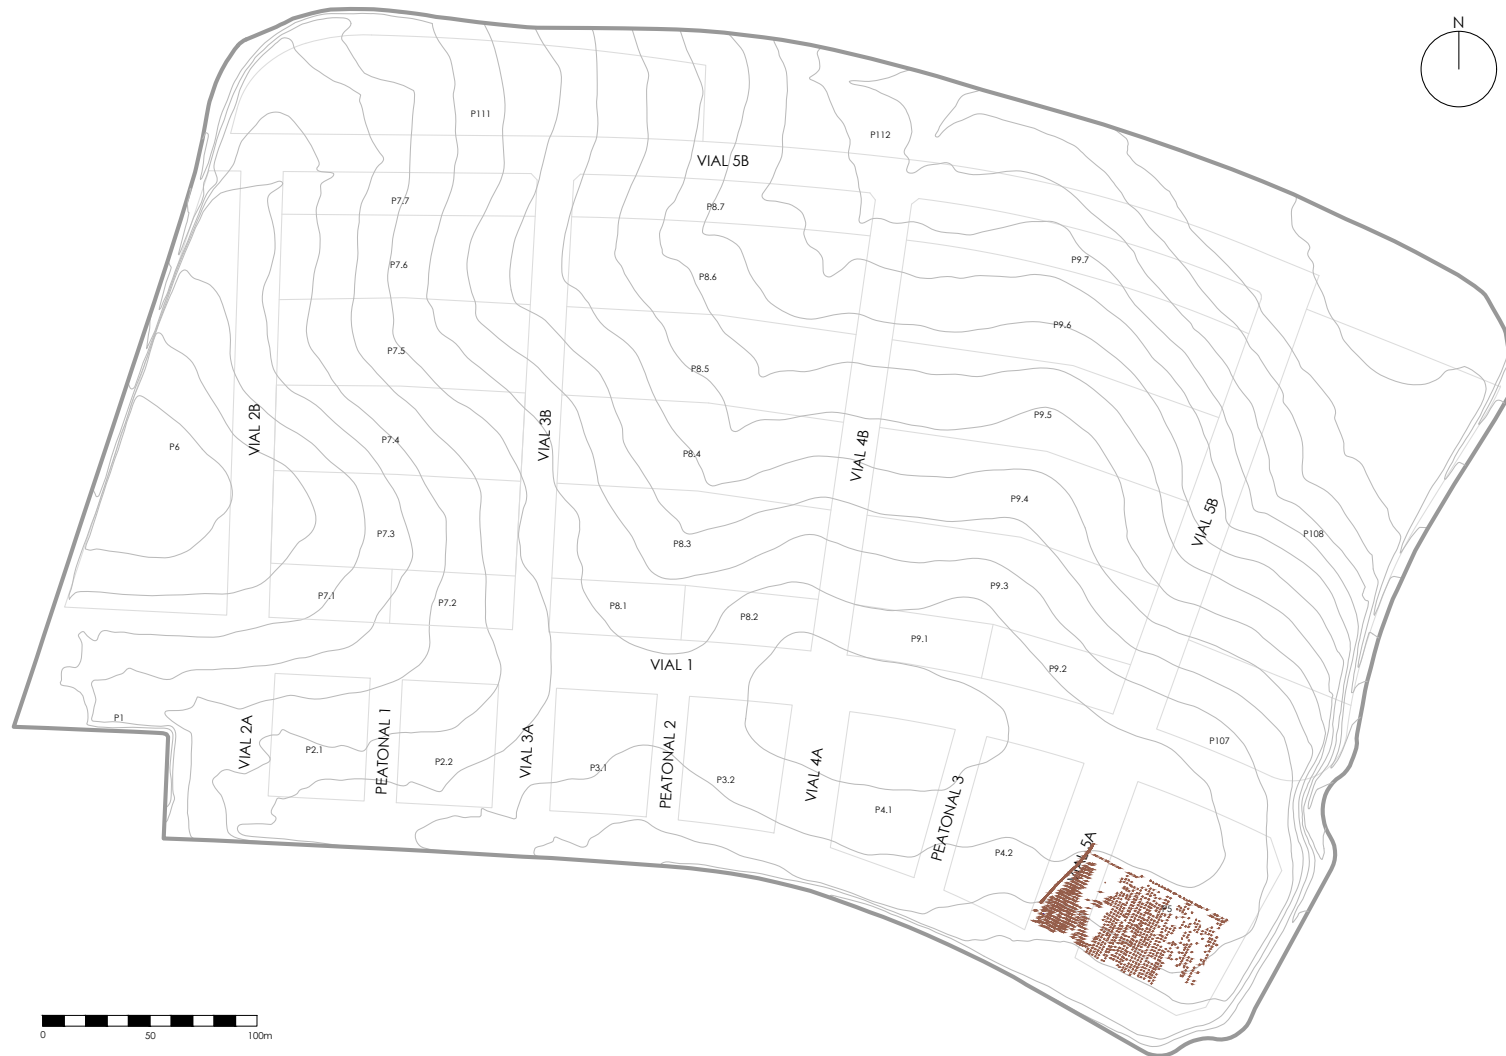 N
P111
P112
VIAL 5B
P7.7
P8.7
P7.6
P8.6
P9.7
P7.5
P8.5
P9.6
VIAL 2B
VIAL 3B
VIAL 4B
P6
P7.4
P8.4
P9.5
P9.4
VIAL 5B
P7.3
P8.3
P108
P9.3
P7.1
P7.2
P8.1
P8.2
P9.1
P9.2
VIAL 1
P1
VIAL 2A
PEATONAL 1
VIAL 3A
PEATONAL 2
VIAL 4A
PEATONAL 3
P2.1
P2.2
P3.1
P3.2
P4.1
P4.2
P107
5A
P5
0
50
100m